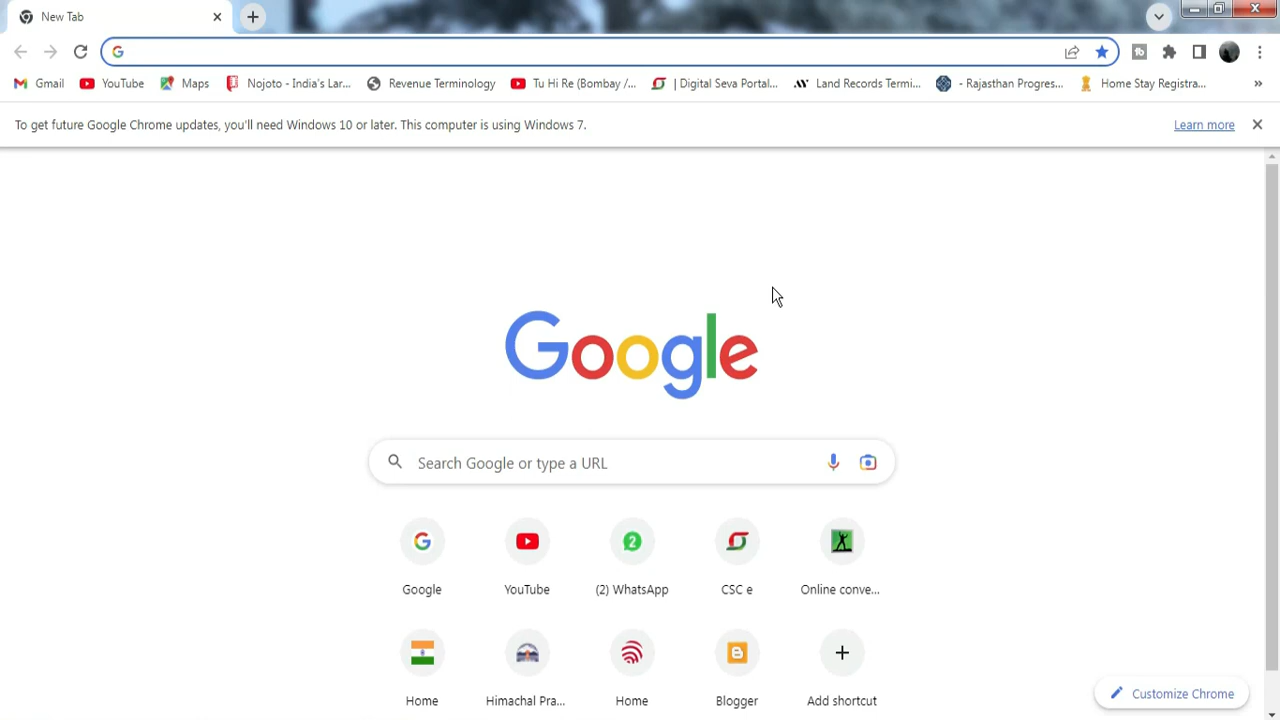 New Tab
Gmail YouTube Maps Nojoto - India's Lar... Revenue Terminology Tu Hi Re (Bombay /... | Digital Seva Portal... Land Records Termi... - Rajasthan Progres... Home Stay Registra... »
To get future Google Chrome updates, you'll need Windows 10 or later. This computer is using Windows 7. Learn more
Google
Search Google or type a URL
Google YouTube (2) WhatsApp CSC e Online conve...
Home Himachal Pra... Home Blogger Add shortcut
Customize Chrome